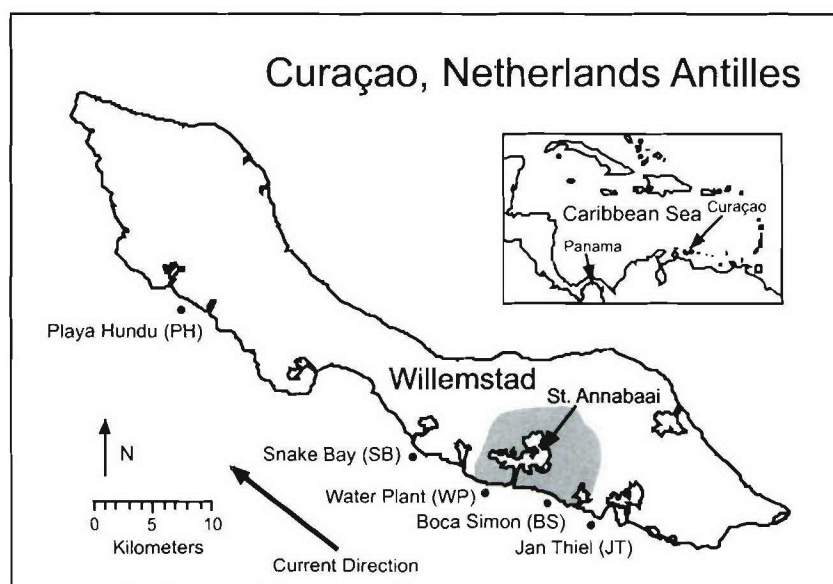 Curaçao, Netherlands Antilles
Caribbean Sea
Curaçao
Panama
Playa Hundu (PH)
Willemstad
St. Annabaai
N
Snake Bay (SB)
Water Plant (WP)
Boca Simon (BS)
Jan Thiel (JT)
0 5 10
Kilometers
Current Direction